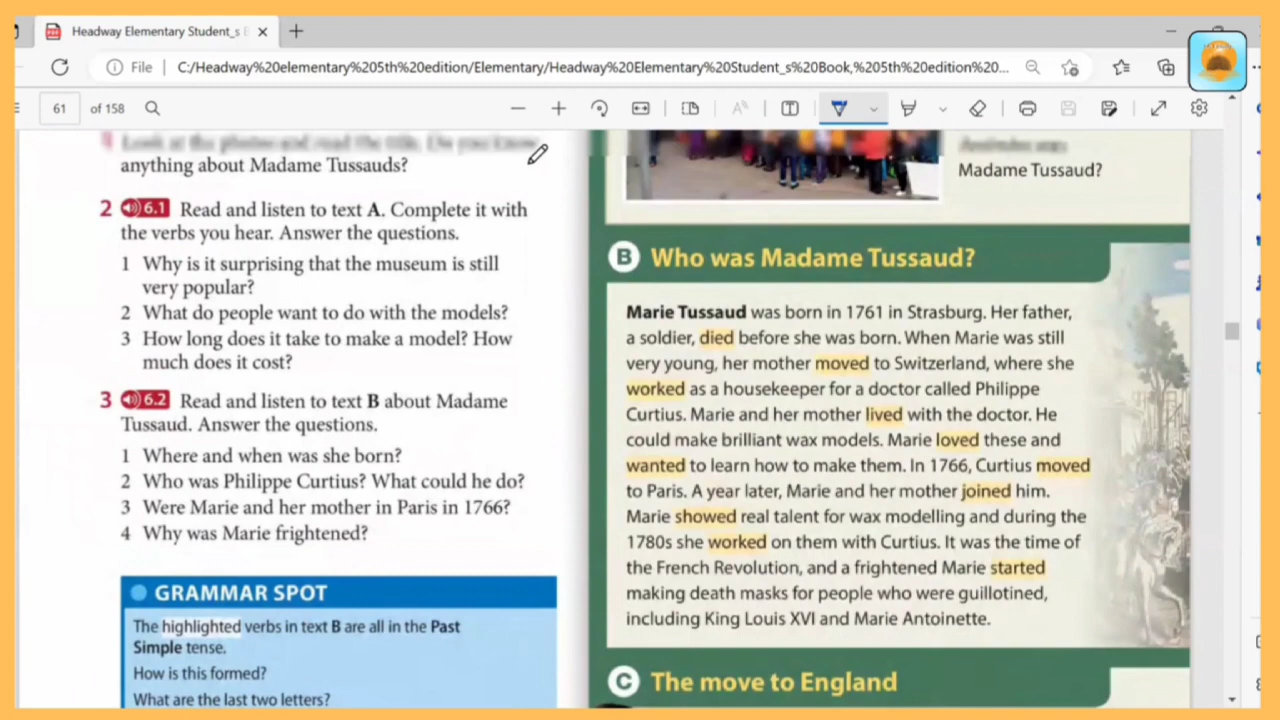 Headway Elementary Student_s B
File
C:/Headway%20elementary%205th%20edition/Elementary/Headway%20Elementary%20Student_s%20Book,%205th%20edition%20...
61 of 158
anything about Madame Tussauds?
2 6.1 Read and listen to text A. Complete it with
the verbs you hear. Answer the questions.
1 Why is it surprising that the museum is still
very popular?
2 What do people want to do with the models?
3 How long does it take to make a model? How
much does it cost?
3 6.2 Read and listen to text B about Madame
Tussaud. Answer the questions.
1 Where and when was she born?
2 Who was Philippe Curtius? What could he do?
3 Were Marie and her mother in Paris in 1766?
4 Why was Marie frightened?
GRAMMAR SPOT
The highlighted verbs in text B are all in the Past
Simple tense.
How is this formed?
What are the last two letters?
Madame Tussaud?
B Who was Madame Tussaud?
Marie Tussaud was born in 1761 in Strasburg. Her father,
a soldier, died before she was born. When Marie was still
very young, her mother moved to Switzerland, where she
worked as a housekeeper for a doctor called Philippe
Curtius. Marie and her mother lived with the doctor. He
could make brilliant wax models. Marie loved these and
wanted to learn how to make them. In 1766, Curtius moved
to Paris. A year later, Marie and her mother joined him.
Marie showed real talent for wax modelling and during the
1780s she worked on them with Curtius. It was the time of
the French Revolution, and a frightened Marie started
making death masks for people who were guillotined,
including King Louis XVI and Marie Antoinette.
C The move to England